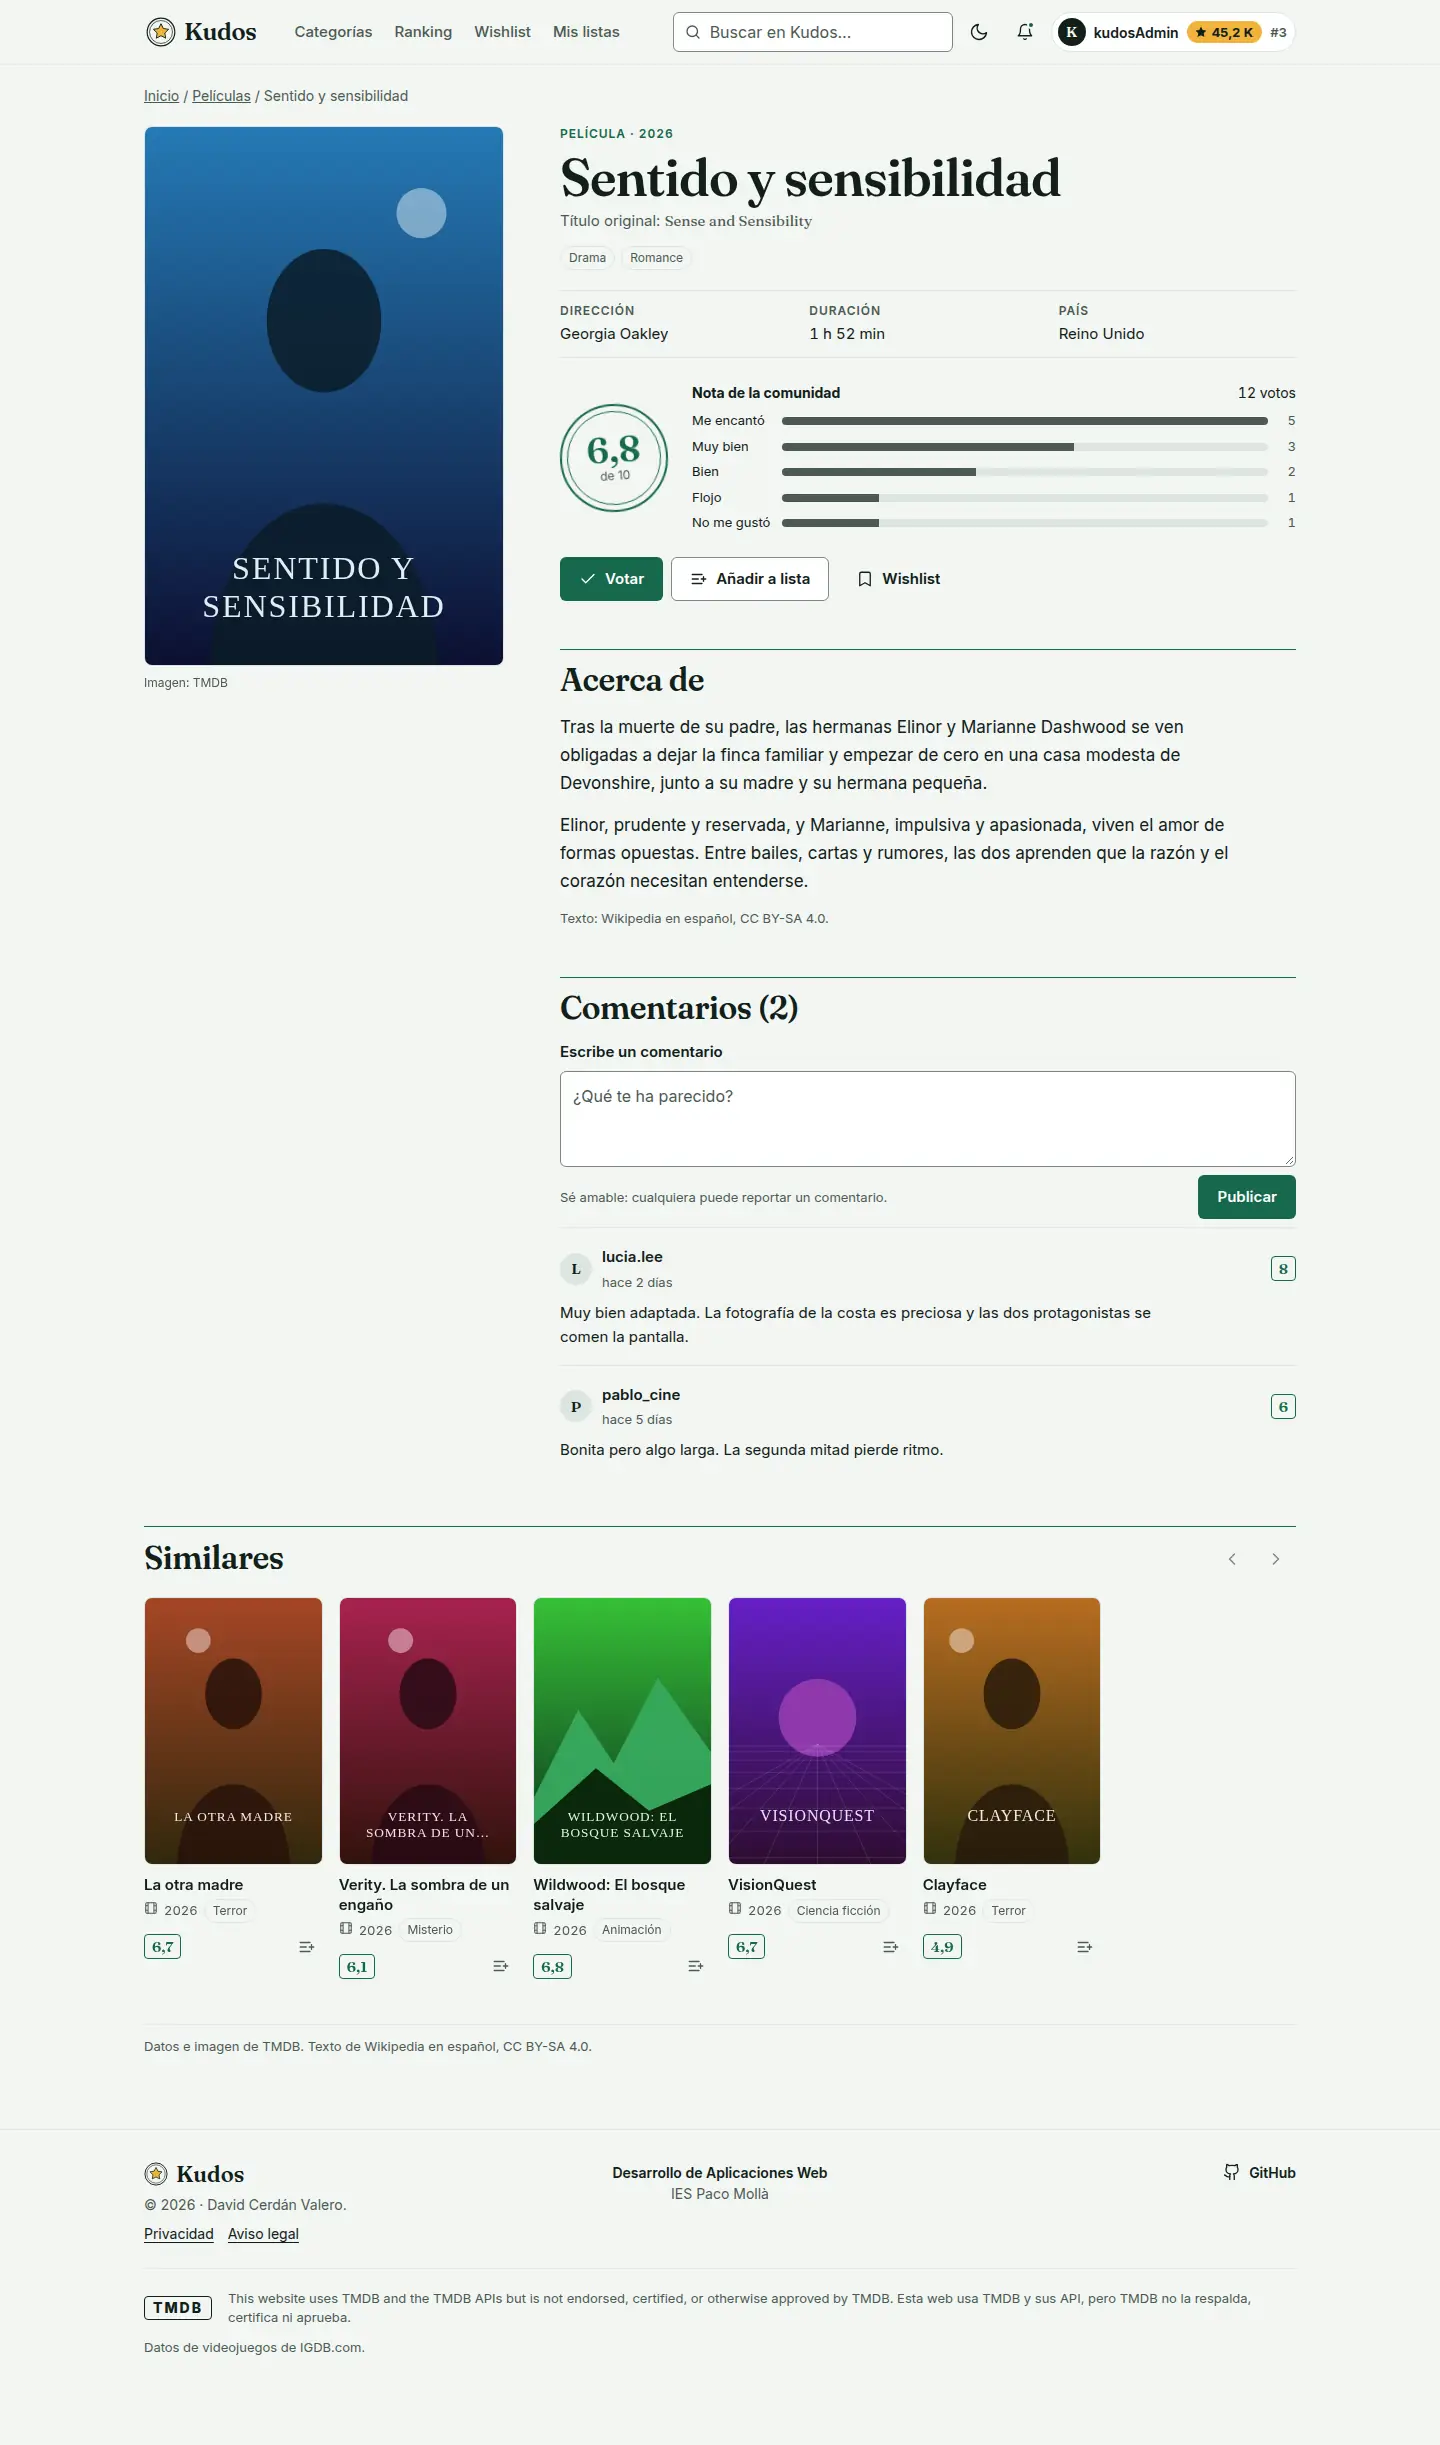 Kudos
Categorías
Ranking
Wishlist
Mis listas
Buscar en Kudos...
K
kudosAdmin
★ 45,2 K
#3
Inicio / Películas / Sentido y sensibilidad
SENTIDO Y
SENSIBILIDAD
Imagen: TMDB
PELÍCULA · 2026
Sentido y sensibilidad
Título original: Sense and Sensibility
Drama
Romance
DIRECCIÓN
Georgia Oakley
DURACIÓN
1 h 52 min
PAÍS
Reino Unido
6,8
de 10
Nota de la comunidad
12 votos
Me encantó 5
Muy bien 3
Bien 2
Flojo 1
No me gustó 1
Votar
Añadir a lista
Wishlist
Acerca de
Tras la muerte de su padre, las hermanas Elinor y Marianne Dashwood se ven
obligadas a dejar la finca familiar y empezar de cero en una casa modesta de
Devonshire, junto a su madre y su hermana pequeña.
Elinor, prudente y reservada, y Marianne, impulsiva y apasionada, viven el amor de
formas opuestas. Entre bailes, cartas y rumores, las dos aprenden que la razón y el
corazón necesitan entenderse.
Texto: Wikipedia en español, CC BY-SA 4.0.
Comentarios (2)
Escribe un comentario
¿Qué te ha parecido?
Sé amable: cualquiera puede reportar un comentario.
Publicar
L
lucia.lee
hace 2 días
8
Muy bien adaptada. La fotografía de la costa es preciosa y las dos protagonistas se
comen la pantalla.
P
pablo_cine
hace 5 días
6
Bonita pero algo larga. La segunda mitad pierde ritmo.
Similares
LA OTRA MADRE
La otra madre
2026 Terror
6,7
VERITY. LA
SOMBRA DE UN...
Verity. La sombra de un
engaño
2026 Misterio
6,1
WILDWOOD: EL
BOSQUE SALVAJE
Wildwood: El bosque
salvaje
2026 Animación
6,8
VISIONQUEST
VisionQuest
2026 Ciencia ficción
6,7
CLAYFACE
Clayface
2026 Terror
4,9
Datos e imagen de TMDB. Texto de Wikipedia en español, CC BY-SA 4.0.
Kudos
© 2026 · David Cerdán Valero.
Privacidad
Aviso legal
Desarrollo de Aplicaciones Web
IES Paco Mollà
GitHub
TMDB
This website uses TMDB and the TMDB APIs but is not endorsed, certified, or otherwise approved by TMDB. Esta web usa TMDB y sus API, pero TMDB no la respalda,
certifica ni aprueba.
Datos de videojuegos de IGDB.com.